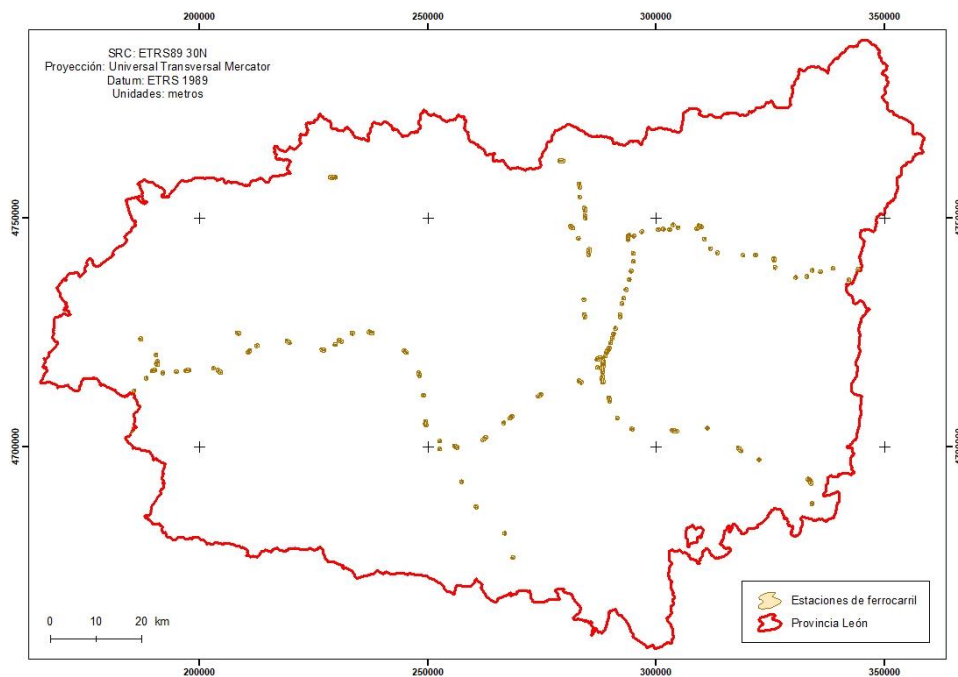 200000 250000 300000 350000
SRC: ETRS89 30N
Proyección: Universal Transversal Mercator
Datum: ETRS 1989
Unidades: metros
4750000 4750000
4700000 4700000
Estaciones de ferrocarril
Provincia León
0 10 20 km
200000 250000 300000 350000